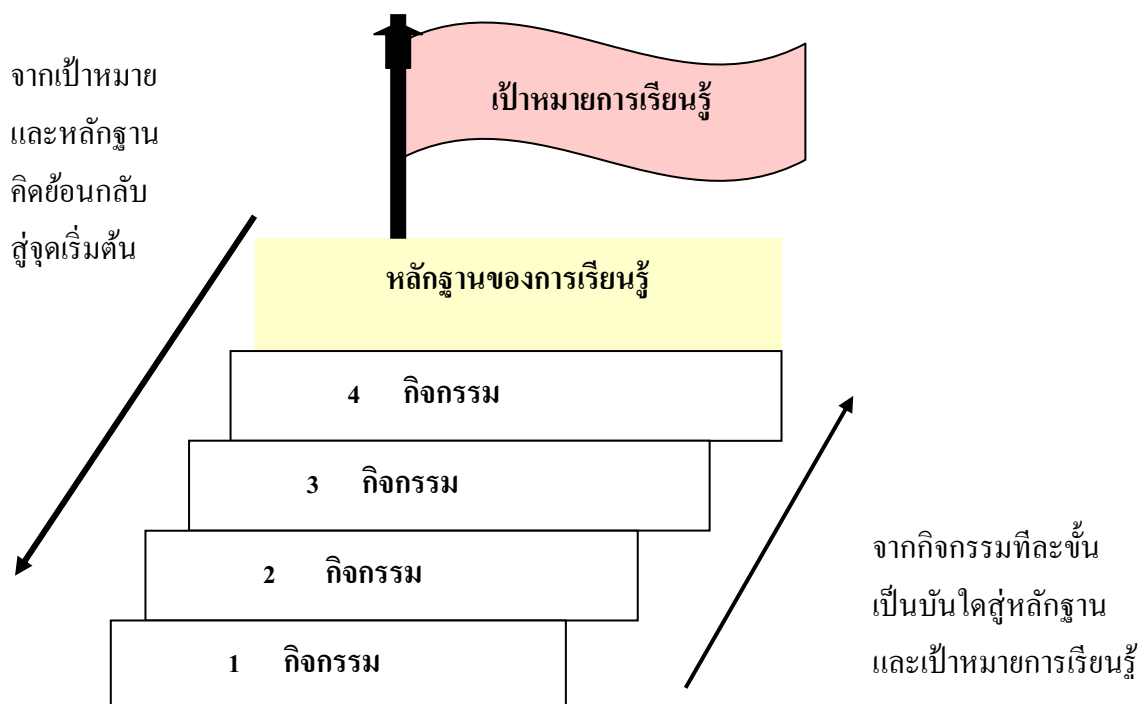 จากเป้าหมาย
และหลักฐาน
คิดย้อนกลับ
สู่จุดเริ่มต้น
เป้าหมายการเรียนรู้
หลักฐานของการเรียนรู้
4 กิจกรรม
3 กิจกรรม
2 กิจกรรม
1 กิจกรรม
จากกิจกรรมทีละขั้น
เป็นบันใดสู่หลักฐาน
และเป้าหมายการเรียนรู้